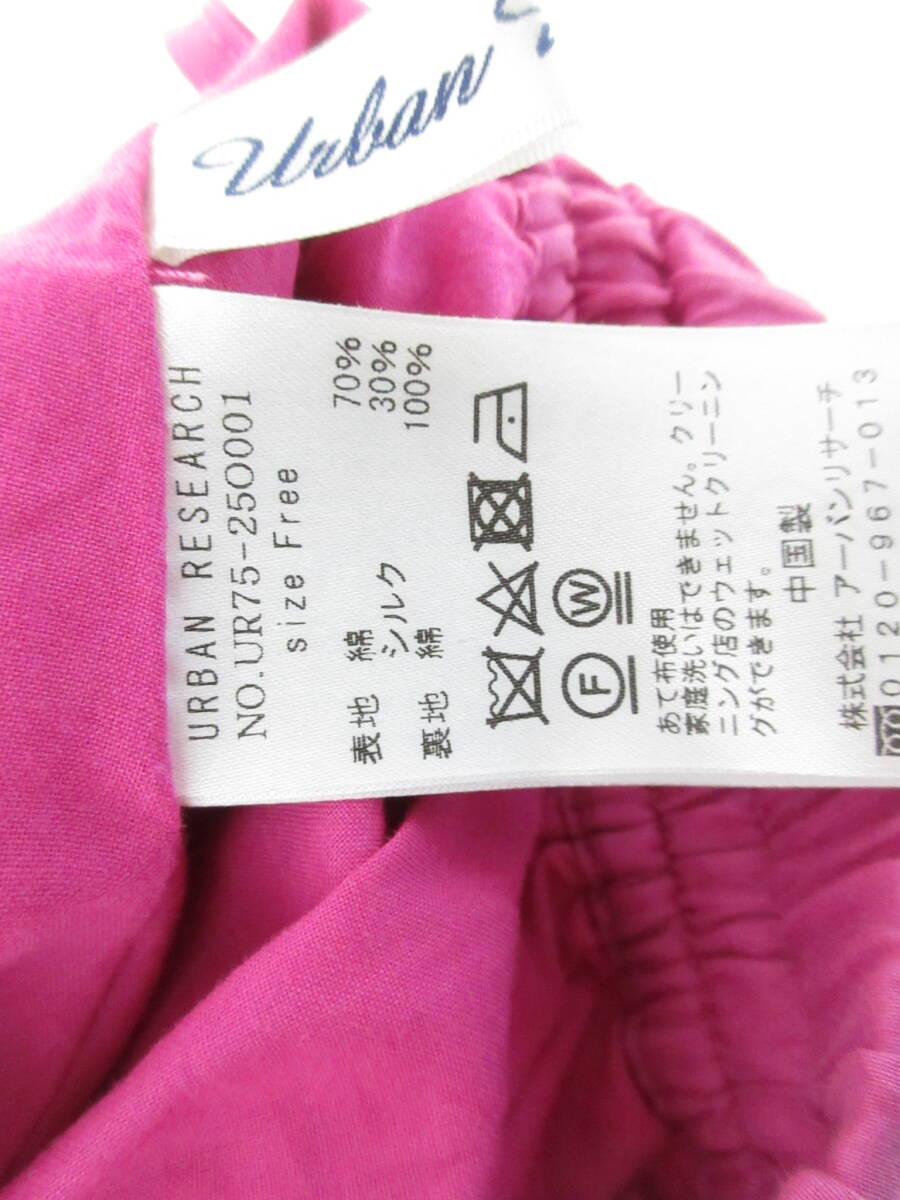 Urban
URBAN RESEARCH
NO.UR75-25O001
size Free
表地 綿 70%
シルク 30%
裏地 綿 100%
F W
あて布使用
家庭洗いはできません。クリー
ニング店のウェットクリーニン
グができます。
中国製
株式会社 アーバンリサーチ
0120-967-013